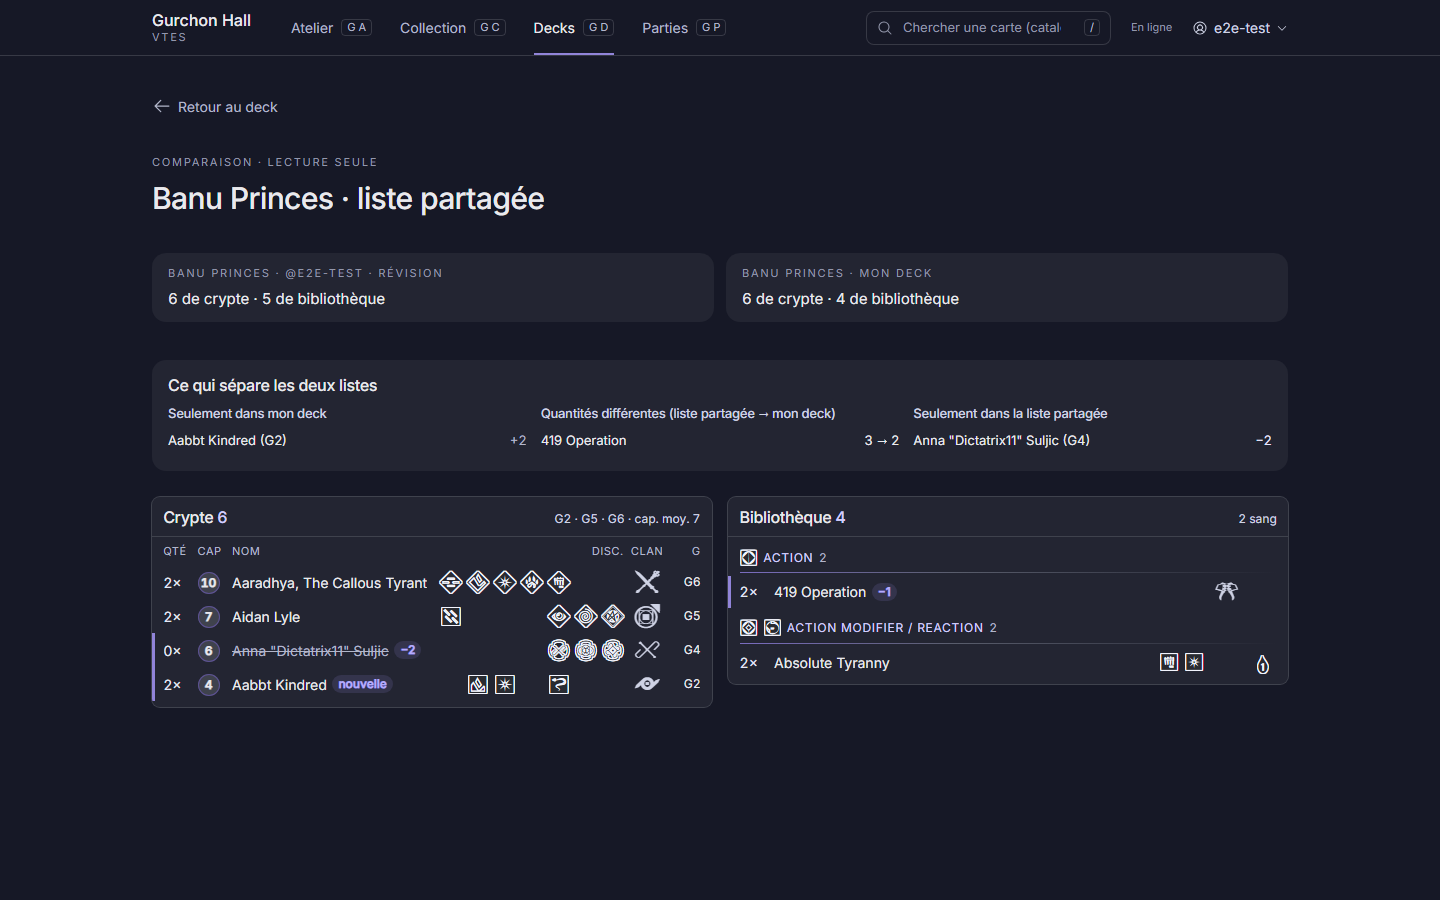 Gurchon Hall
VTES
Atelier G A
Collection G C
Decks G D
Parties G P
Chercher une carte (catal /
En ligne
e2e-test
Retour au deck
COMPARAISON · LECTURE SEULE
Banu Princes · liste partagée
BANU PRINCES · @E2E-TEST · RÉVISION
6 de crypte · 5 de bibliothèque
BANU PRINCES · MON DECK
6 de crypte · 4 de bibliothèque
Ce qui sépare les deux listes
Seulement dans mon deck
Aabbt Kindred (G2) +2
Quantités différentes (liste partagée → mon deck)
419 Operation 3 → 2
Seulement dans la liste partagée
Anna "Dictatrix11" Suljic (G4) −2
Crypte 6 G2 · G5 · G6 · cap. moy. 7
QTÉ CAP NOM DISC. CLAN G
2× 10 Aaradhya, The Callous Tyrant G6
2× 7 Aidan Lyle G5
0× 6 Anna "Dictatrix11" Suljic −2 G4
2× 4 Aabbt Kindred nouvelle G2
Bibliothèque 4 2 sang
ACTION 2
2× 419 Operation −1
ACTION MODIFIER / REACTION 2
2× Absolute Tyranny 1